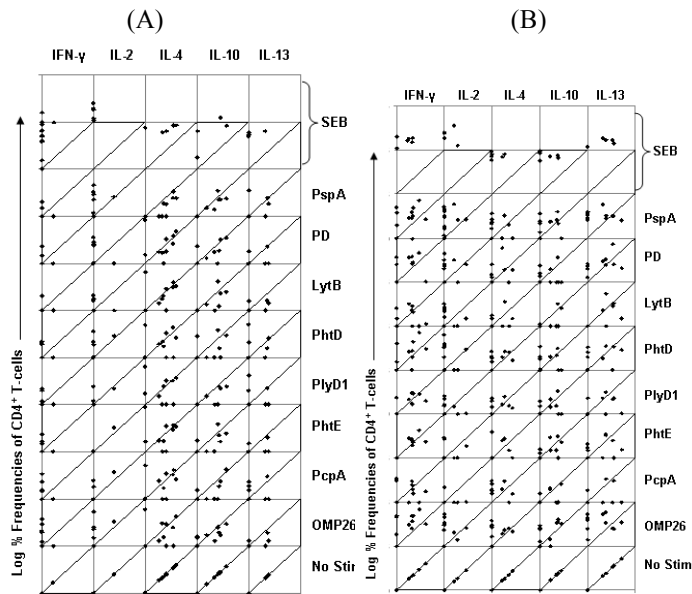 (A)
IFN-γ IL-2 IL-4 IL-10 IL-13
SEB
PspA
PD
LytB
PhtD
PlyD1
PhtE
PcpA
OMP26
No Stin
Log % Frequencies of CD4⁺ T-cells
(B)
IFN-γ IL-2 IL-4 IL-10 IL-13
SEB
PspA
PD
LytB
PhtD
PlyD1
PhtE
PcpA
OMP26
No Stim
Log % Frequencies of CD4⁺ T-cells